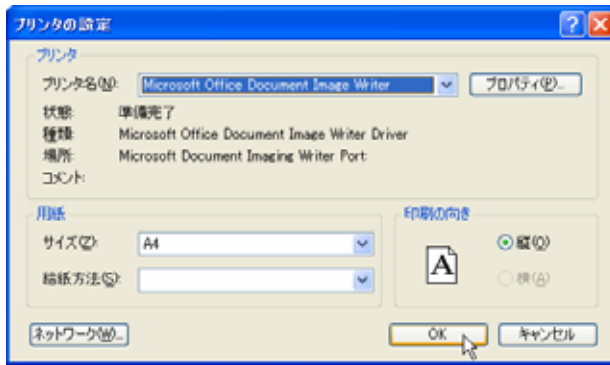 プリンタの設定
プリンタ
プリンタ名(N): Microsoft Office Document Image Writer プロパティ(P)...
状態: 準備完了
種類: Microsoft Office Document Image Writer Driver
場所: Microsoft Document Imaging Writer Port:
コメント:
用紙
サイズ(Z): A4
給紙方法(S):
印刷の向き
A
縦(O)
横(A)
ネットワーク(W)...
OK
キャンセル